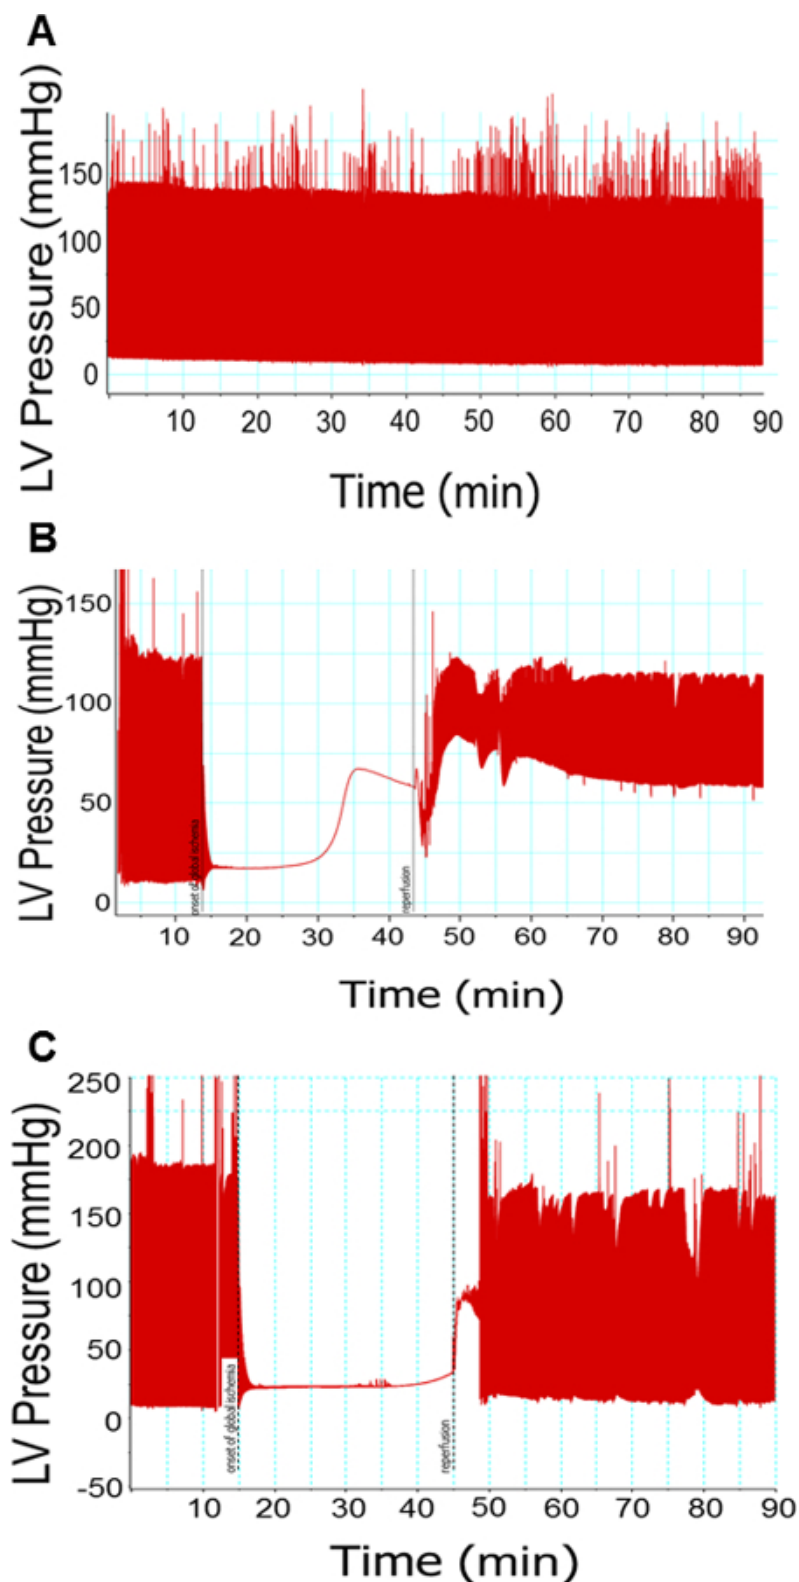 A
LV Pressure (mmHg)
150
100
50
0
10 20 30 40 50 60 70 80 90
Time (min)
B
LV Pressure (mmHg)
150
100
50
0
onset of global ischemia
reperfusion
10 20 30 40 50 60 70 80 90
Time (min)
C
LV Pressure (mmHg)
250
200
150
100
50
0
-50
onset of global ischemia
reperfusion
10 20 30 40 50 60 70 80 90
Time (min)